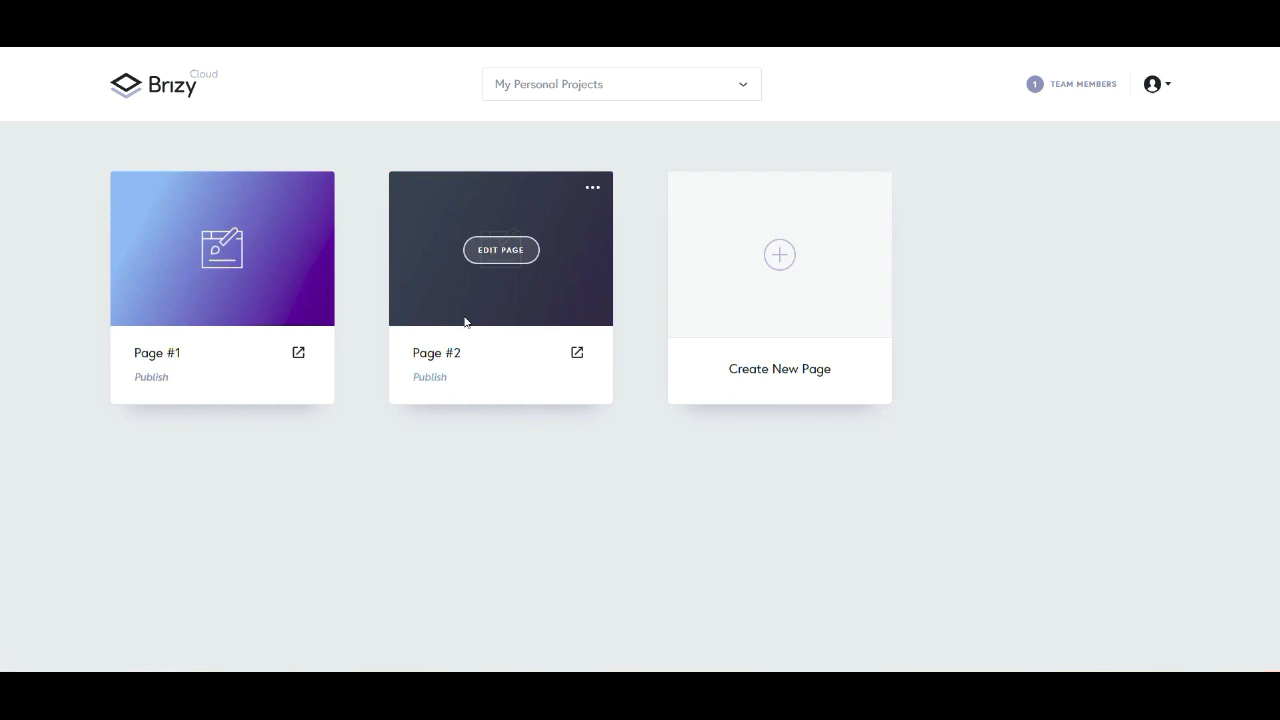 Brizy Cloud
My Personal Projects
1 TEAM MEMBERS
EDIT PAGE
Page #1
Publish
Page #2
Publish
Create New Page